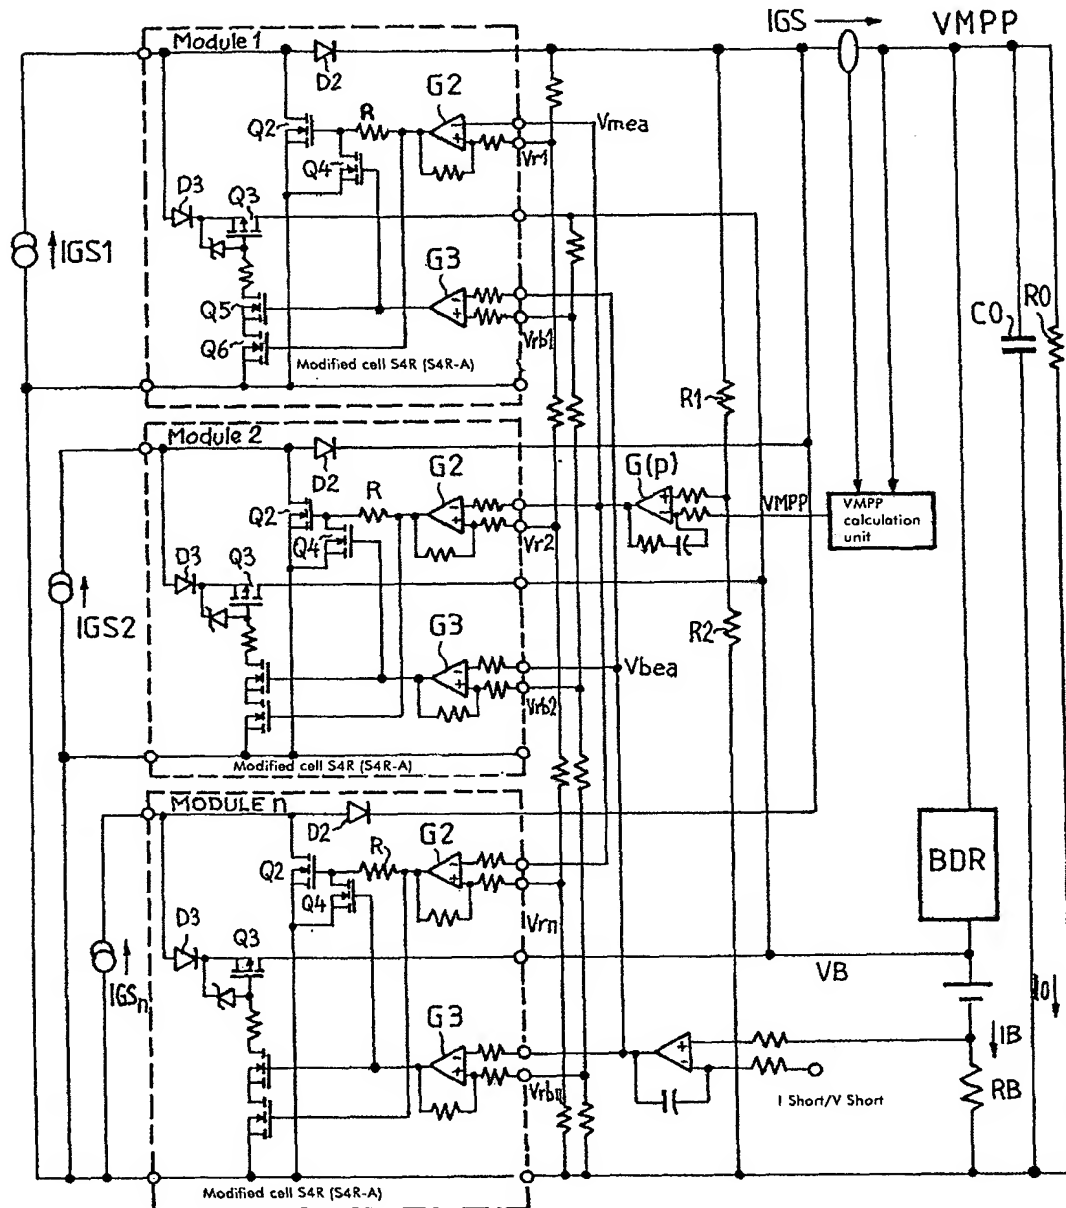 IGS
VMPP
Module 1
D2
G2
Vmea
Q2
R
Vr1
Q4
D3
Q3
IGS1
G3
Q5
Vrb1
Q6
Modified cell S4R (S4R-A)
CO
RO
R1
Module 2
D2
G2
R
G(p)
VMPP
VMPP
calculation
unit
Q2
Q4
Vr2
D3
Q3
IGS2
R2
G3
Vbea
Vrb2
Modified cell S4R (S4R-A)
MODULE n
D2
G2
R
Q2
Q4
BDR
Vrn
D3
Q3
VB
IGSn
IO
G3
IB
Vrbn
RB
I Short/V Short
Modified cell S4R (S4R-A)